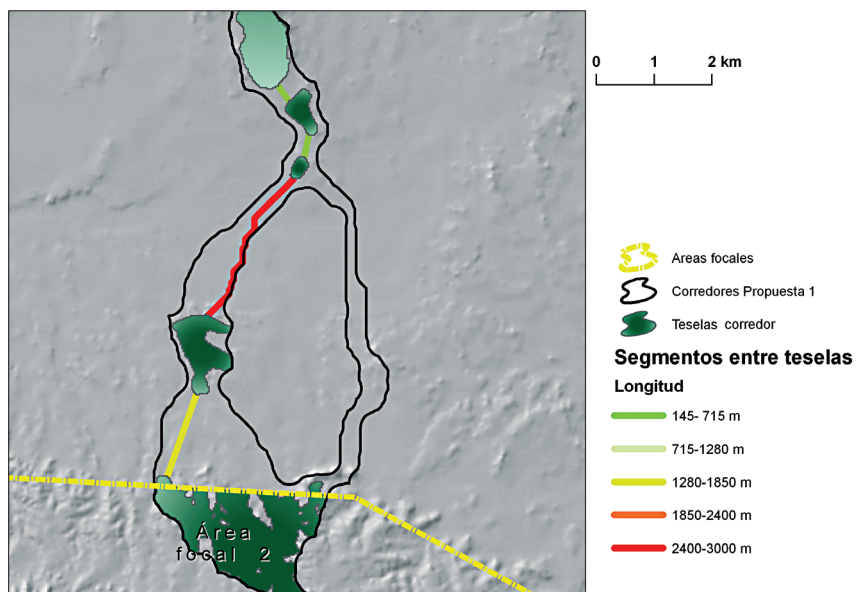 0 1 2 km
Areas focales
Corredores Propuesta 1
Teselas corredor
Segmentos entre teselas
Longitud
145- 715 m
715-1280 m
1280-1850 m
1850-2400 m
2400-3000 m
Área
focal 2